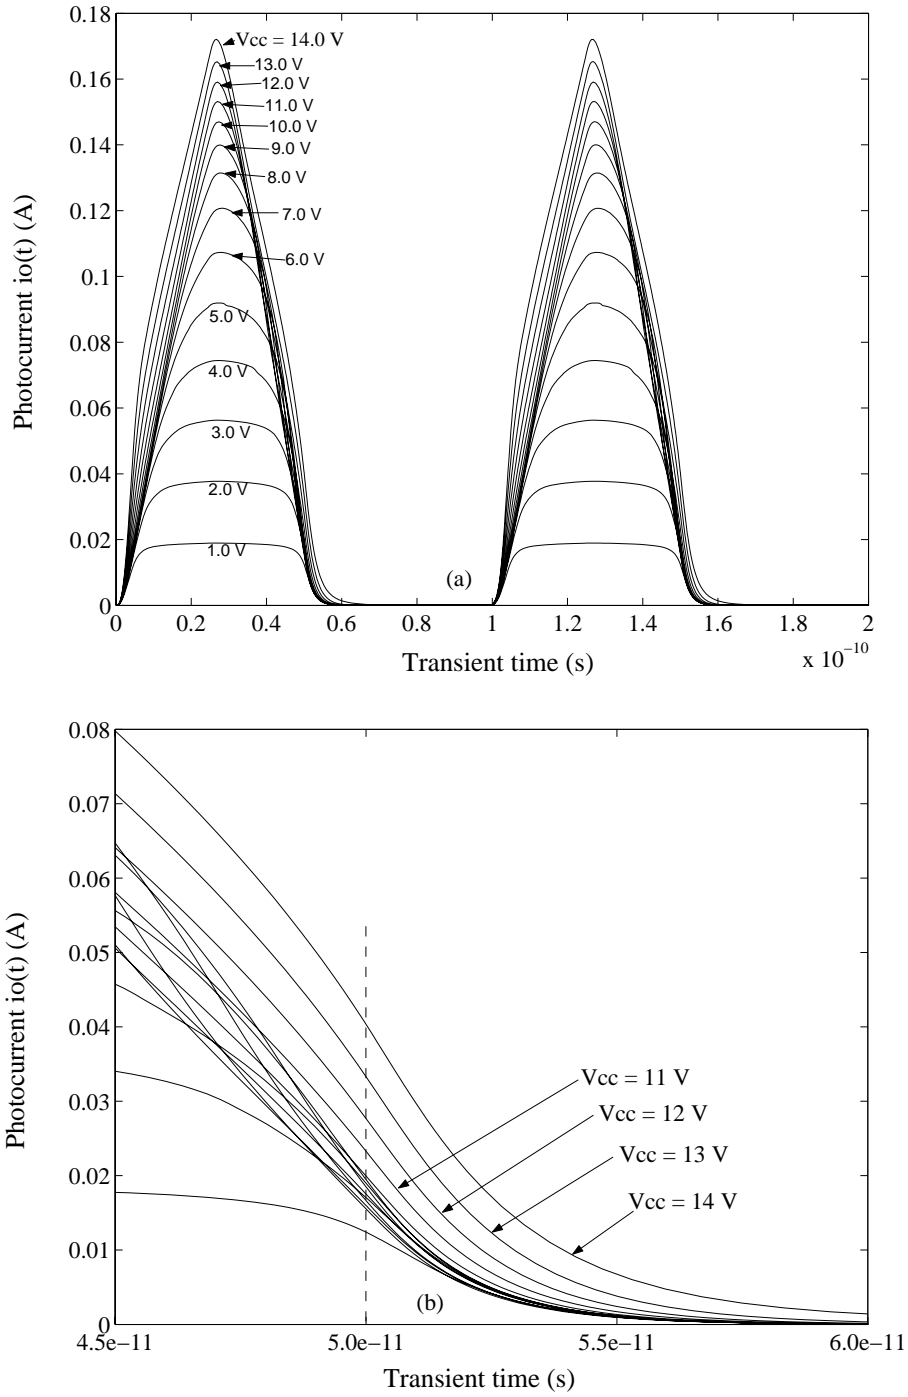 0.18
0.16
0.14
0.12
0.1
0.08
0.06
0.04
0.02
0
Photocurrent io(t) (A)
Vcc = 14.0 V
13.0 V
12.0 V
11.0 V
10.0 V
9.0 V
8.0 V
7.0 V
6.0 V
5.0 V
4.0 V
3.0 V
2.0 V
1.0 V
(a)
0 0.2 0.4 0.6 0.8 1 1.2 1.4 1.6 1.8 2
x 10−10
Transient time (s)
0.08
0.07
0.06
0.05
0.04
0.03
0.02
0.01
0
Photocurrent io(t) (A)
Vcc = 11 V
Vcc = 12 V
Vcc = 13 V
Vcc = 14 V
(b)
4.5e−11 5.0e−11 5.5e−11 6.0e−11
Transient time (s)